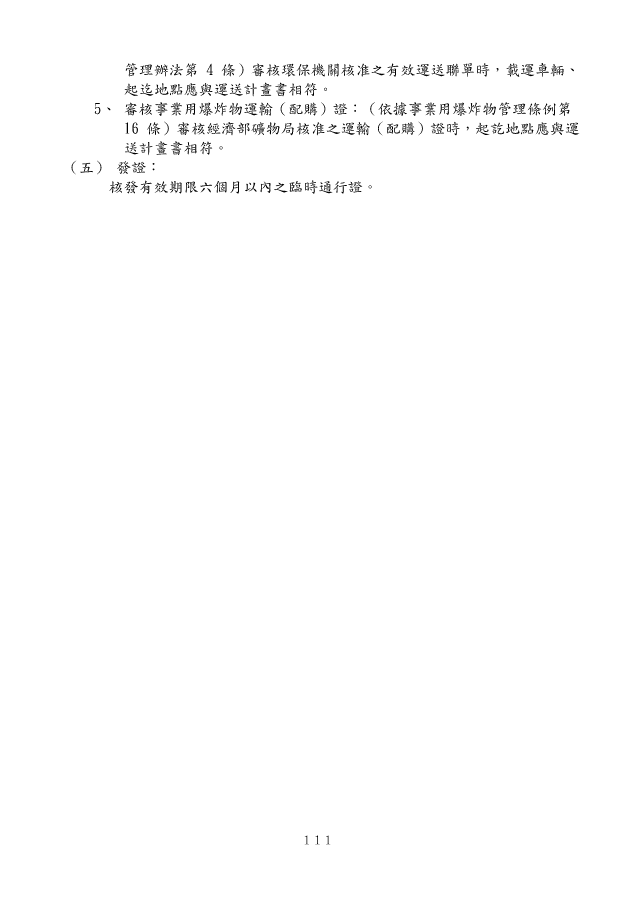 管理辦法第 4 條）審核環保機關核准之有效運送聯單時，載運車輛、
起迄地點應與運送計畫書相符。
5、 審核事業用爆炸物運輸（配購）證：（依據事業用爆炸物管理條例第
16 條）審核經濟部礦物局核准之運輸（配購）證時，起訖地點應與運
送計畫書相符。
（五） 發證：
核發有效期限六個月以內之臨時通行證。
111